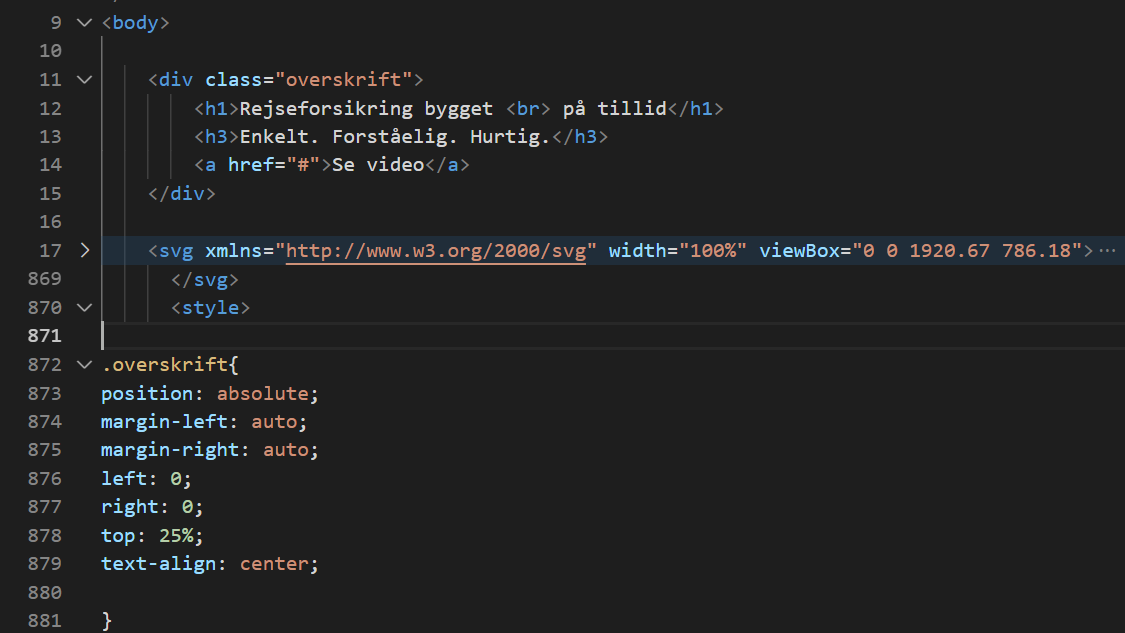 9 <body>
10
11 <div class="overskrift">
12 <h1>Rejseforsikring bygget <br> på tillid</h1>
13 <h3>Enkelt. Forståelig. Hurtig.</h3>
14 <a href="#">Se video</a>
15 </div>
16
17 <svg xmlns="http://www.w3.org/2000/svg" width="100%" viewBox="0 0 1920.67 786.18">···
869 </svg>
870 <style>
871
872 .overskrift{
873 position: absolute;
874 margin-left: auto;
875 margin-right: auto;
876 left: 0;
877 right: 0;
878 top: 25%;
879 text-align: center;
880
881 }